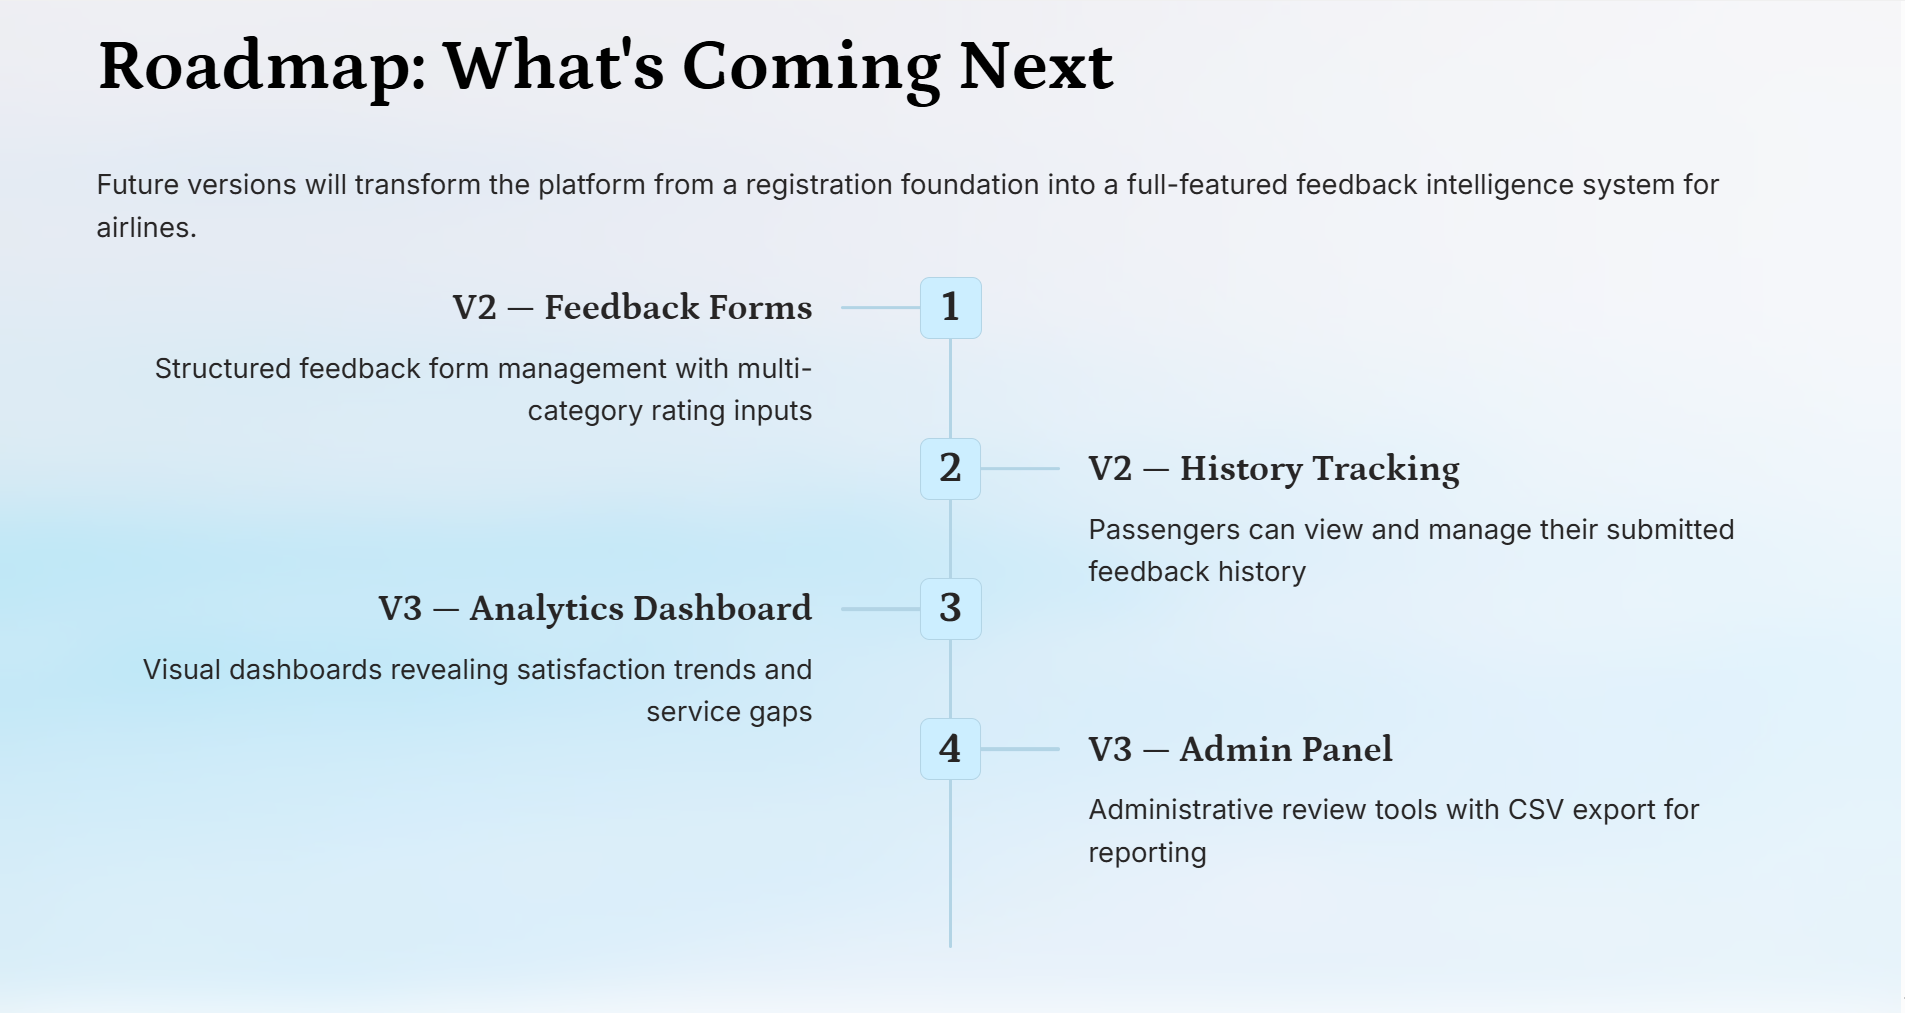 Roadmap: What's Coming Next
Future versions will transform the platform from a registration foundation into a full-featured feedback intelligence system for
airlines.
1
V2 — Feedback Forms
Structured feedback form management with multi-
category rating inputs
2
V2 — History Tracking
Passengers can view and manage their submitted
feedback history
3
V3 — Analytics Dashboard
Visual dashboards revealing satisfaction trends and
service gaps
4
V3 — Admin Panel
Administrative review tools with CSV export for
reporting